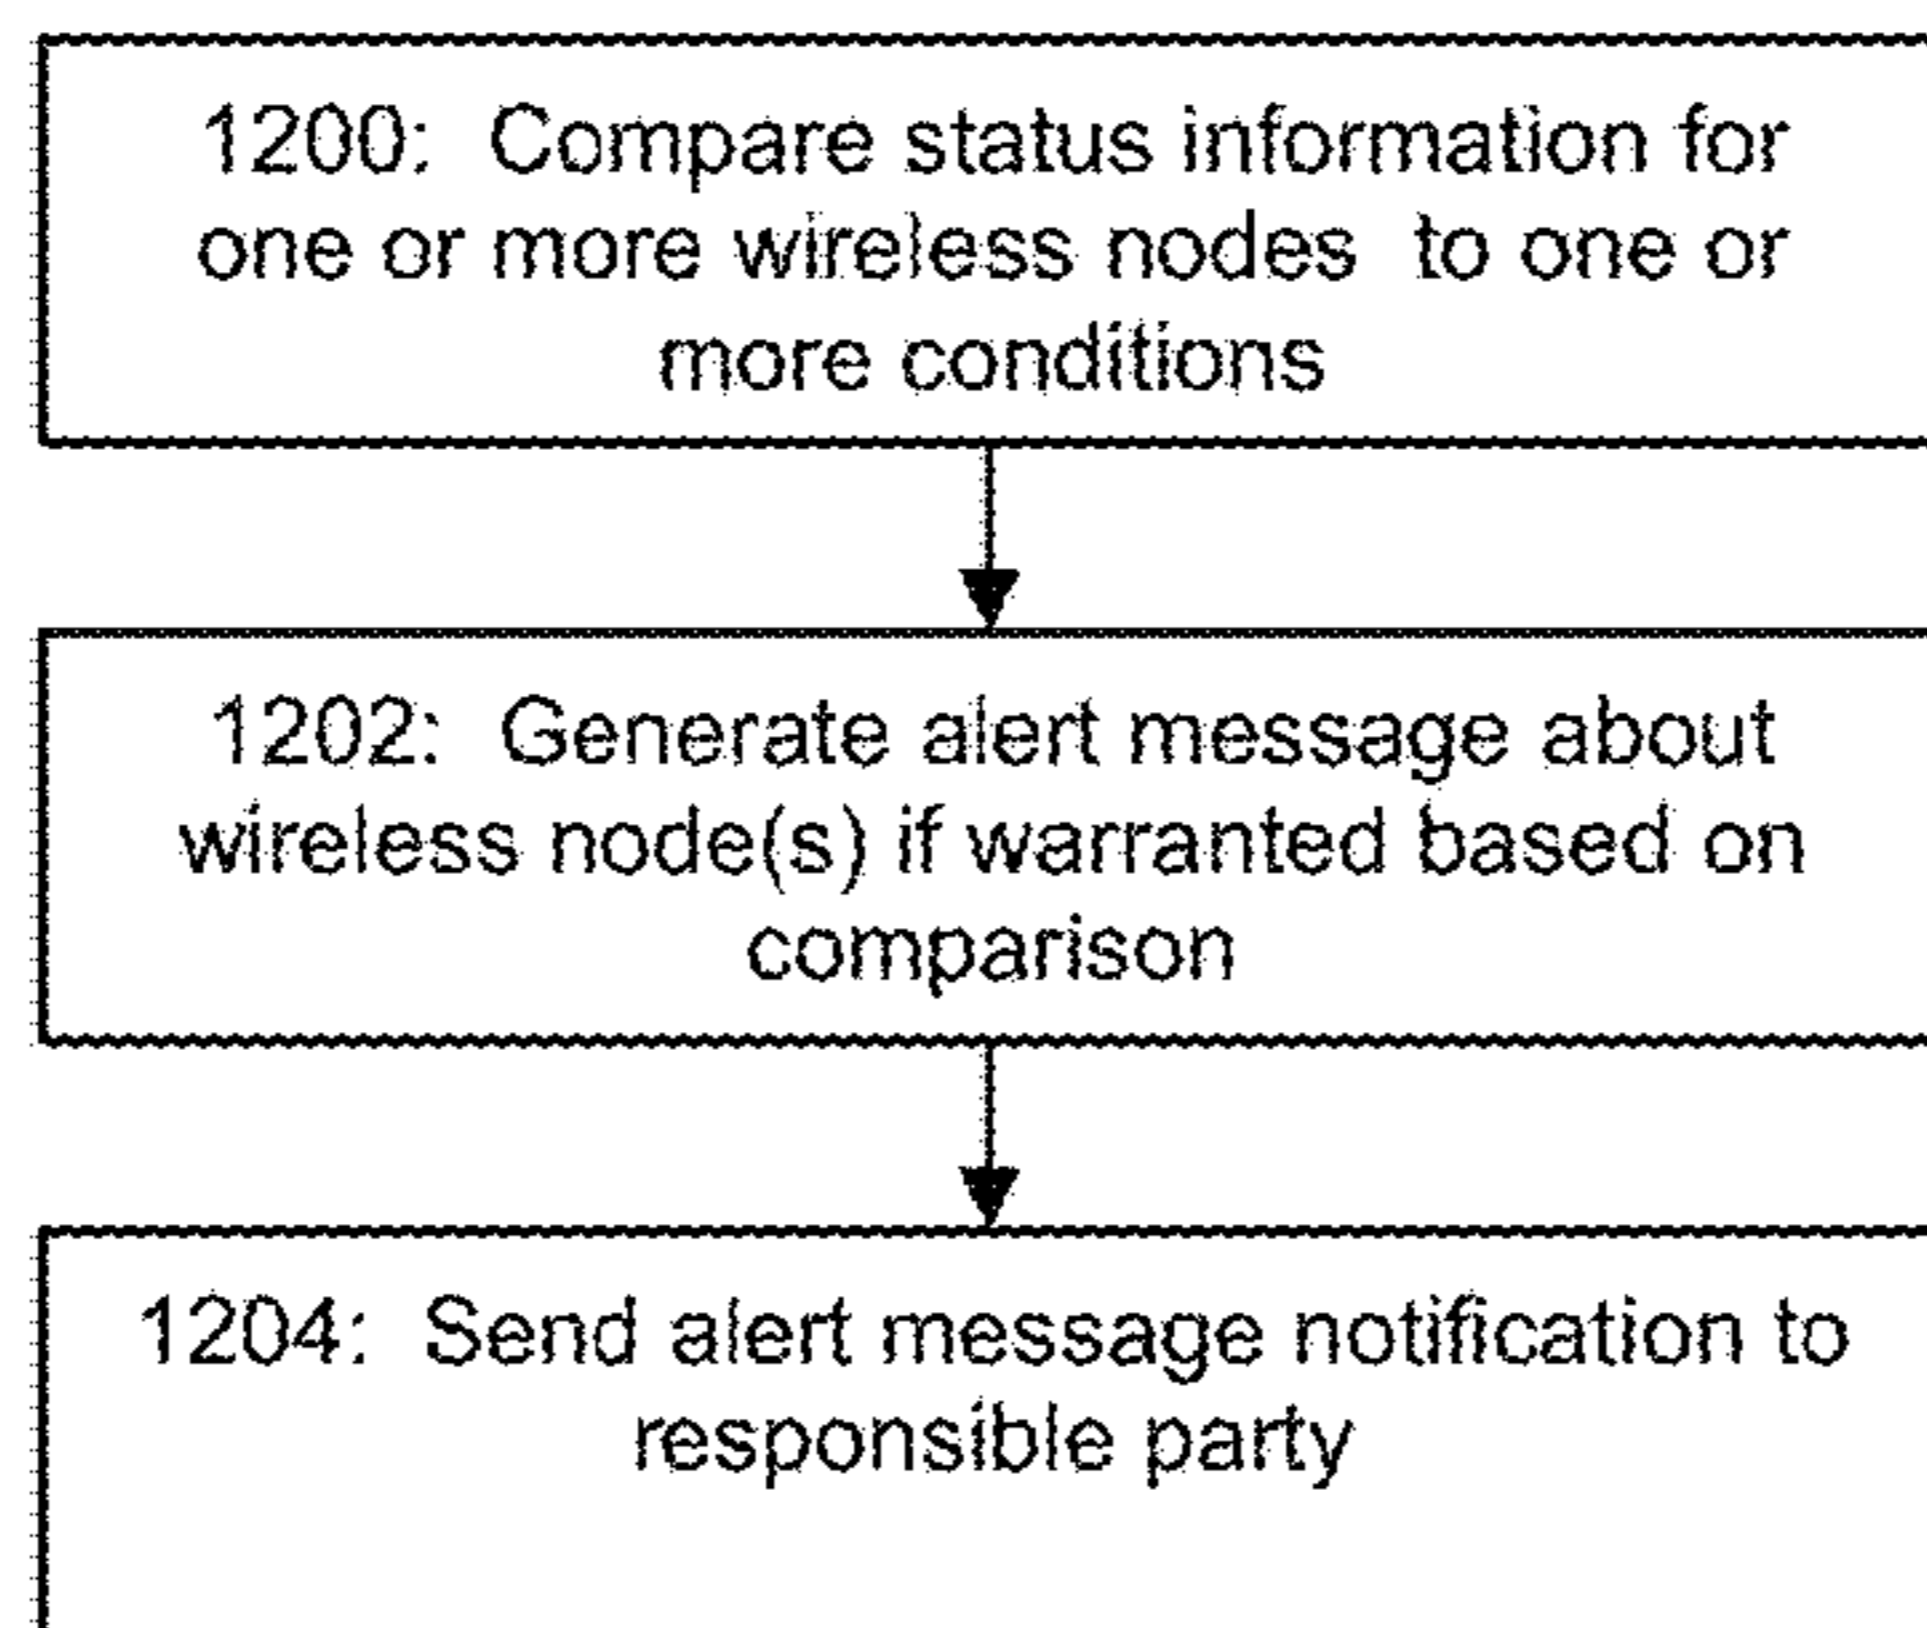 1200:  Compare status information for
one or more wireless nodes  to one or
more conditions
1202:  Generate alert message about
wireless node(s) if warranted based on
comparison
1204:  Send alert message notification to
responsible party